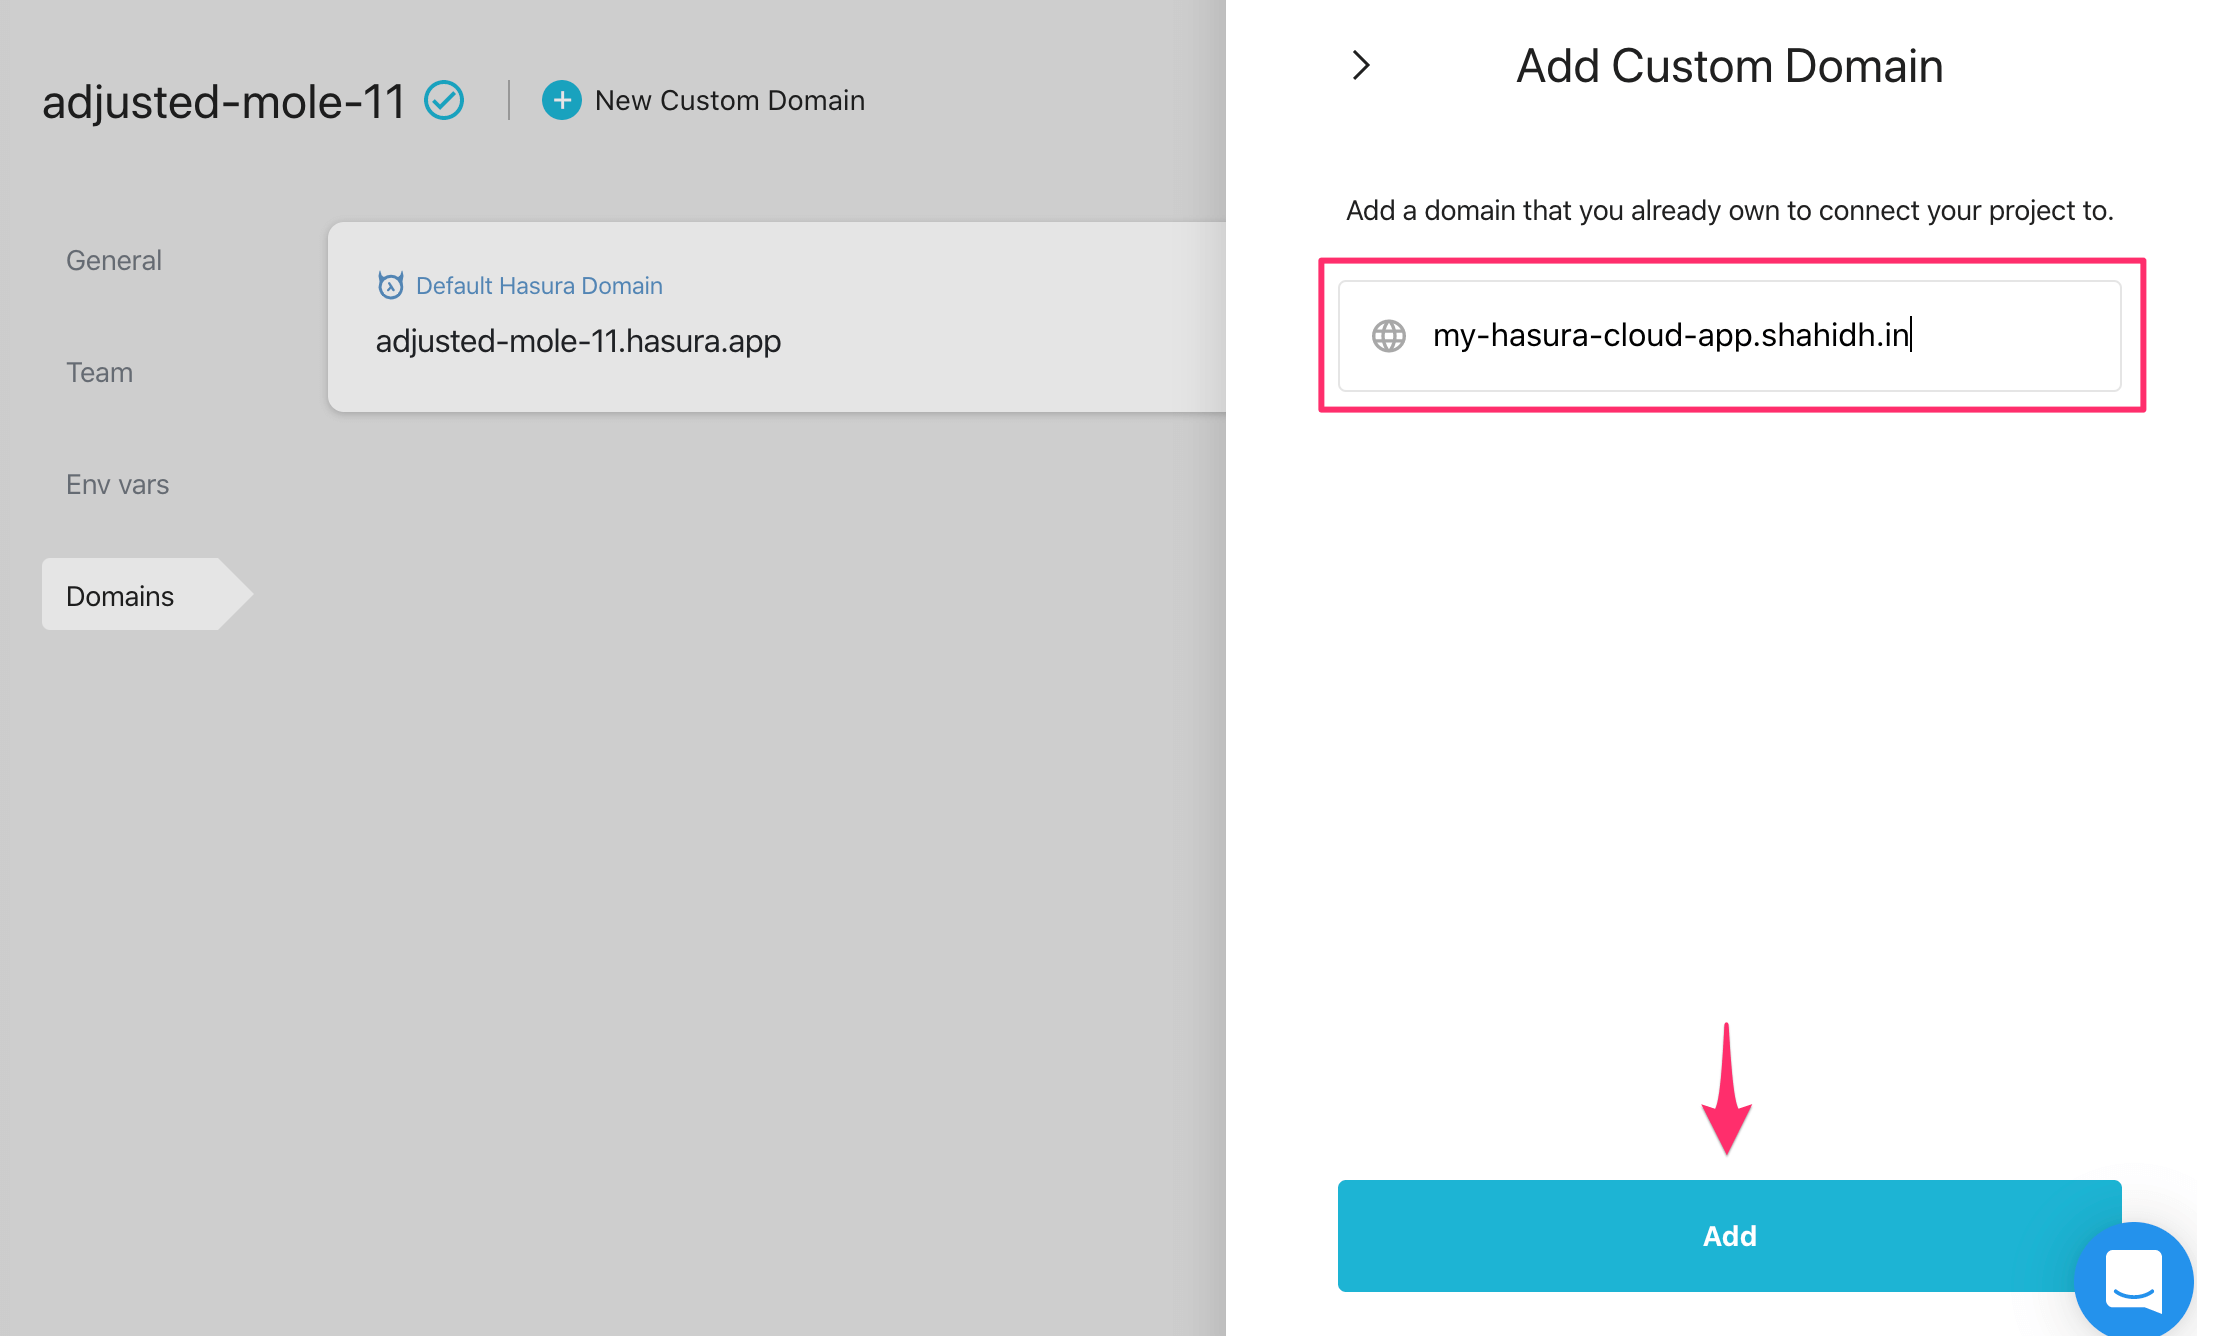 adjusted-mole-11
New Custom Domain
General
Team
Env vars
Domains
Default Hasura Domain
adjusted-mole-11.hasura.app
Add Custom Domain
Add a domain that you already own to connect your project to.
my-hasura-cloud-app.shahidh.in
Add